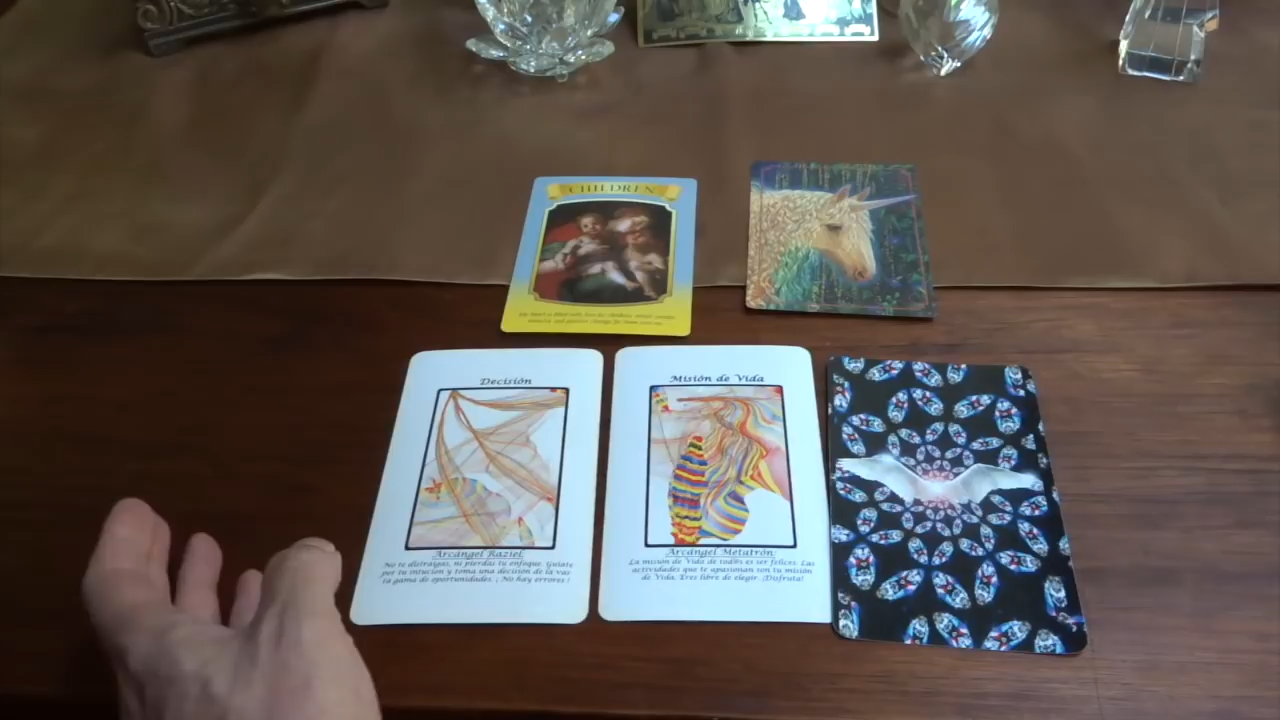 CHILDREN
Decisión
Arcángel Raziel:
No te distraigas, ni pierdas tu enfoque. Guíate
por tu intucion y toma una decisión de la vas
ta gama de oportunidades. ¡ No hay errores !
Misión de Vida
Arcángel Metatrón:
La misión de Vida de todos es ser felices. Las
actividades que te apasionan son tu misión
de Vida. Eres libre de elegir. ¡Disfruta!